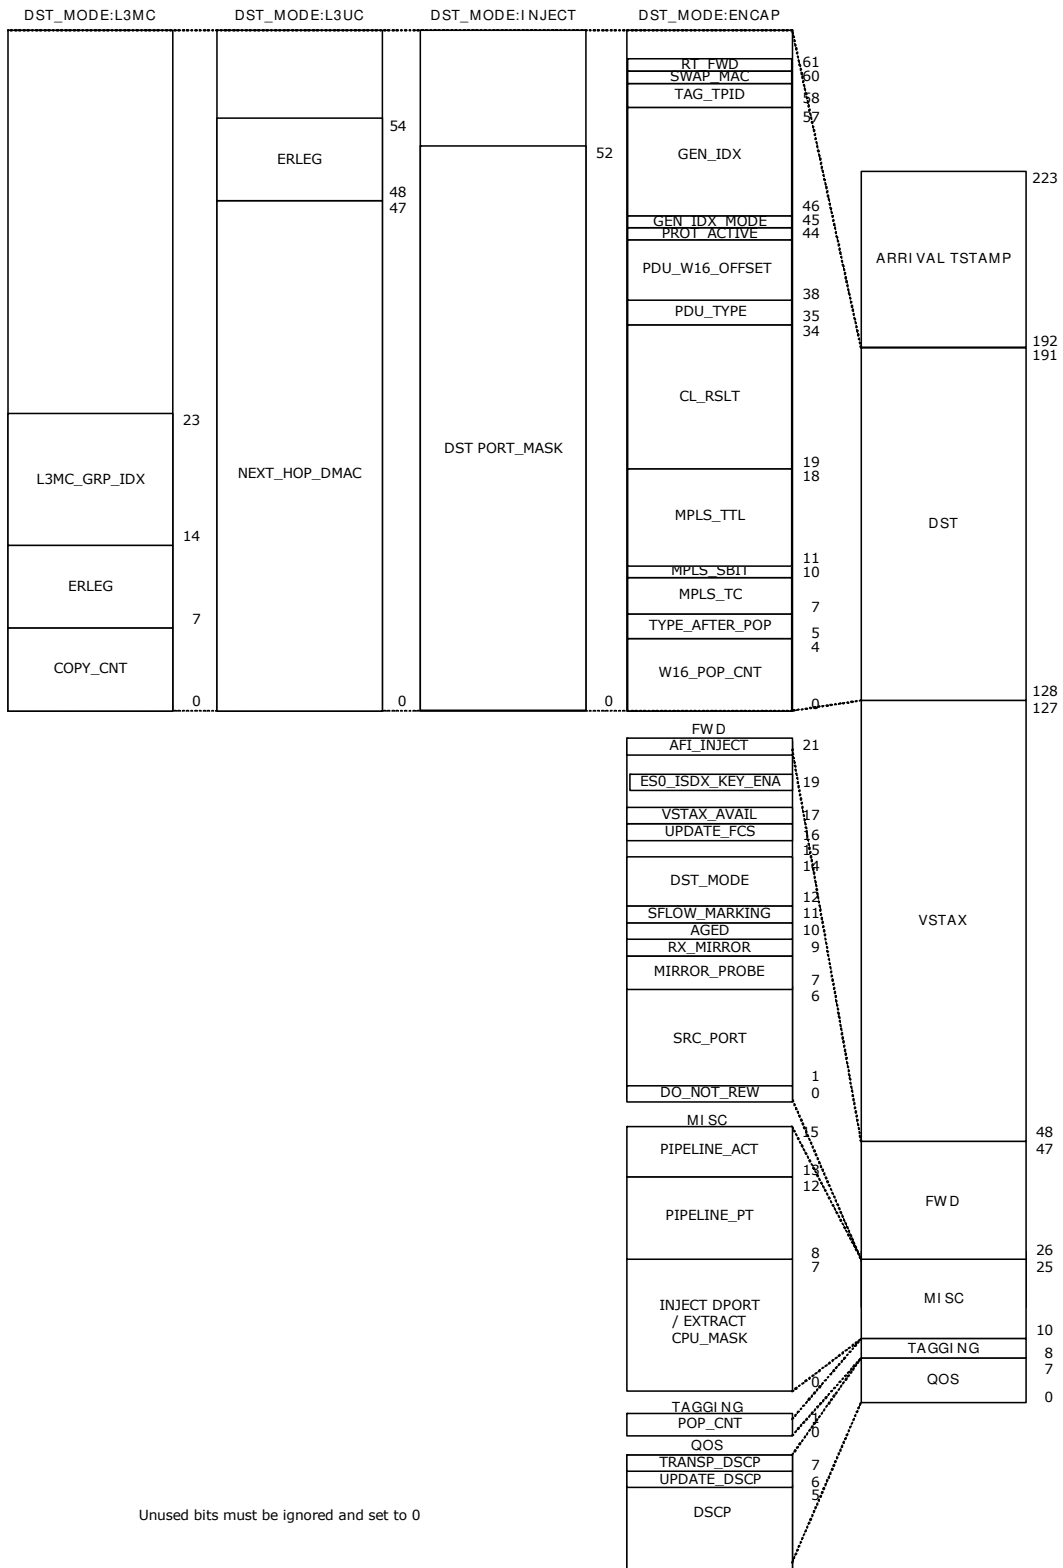 DST_MODE:L3MC
DST_MODE:L3UC
DST_MODE:INJECT
DST_MODE:ENCAP
23
L3MC_GRP_IDX
14
ERLEG
7
COPY_CNT
0
54
ERLEG
48
47
NEXT_HOP_DMAC
0
52
DST PORT_MASK
0
RT_FWD
61
SWAP_MAC
60
TAG_TPID
58
57
GEN_IDX
46
GEN_IDX_MODE
45
PROT_ACTIVE
44
PDU_W16_OFFSET
38
PDU_TYPE
35
34
CL_RSLT
19
18
MPLS_TTL
11
MPLS_SBIT
10
MPLS_TC
7
TYPE_AFTER_POP
5
4
W16_POP_CNT
0
FWD
AFI_INJECT
21
ES0_ISDX_KEY_ENA
19
VSTAX_AVAIL
17
UPDATE_FCS
16
15
14
DST_MODE
12
SFLOW_MARKING
11
AGED
10
RX_MIRROR
9
MIRROR_PROBE
7
6
SRC_PORT
1
DO_NOT_REW
0
MISC
15
PIPELINE_ACT
13
12
PIPELINE_PT
8
7
INJECT DPORT
/ EXTRACT
CPU_MASK
0
TAGGING
POP_CNT
1
0
QOS
TRANSP_DSCP
7
UPDATE_DSCP
6
5
DSCP
223
ARRIVAL TSTAMP
192
191
DST
128
127
VSTAX
48
47
FWD
26
25
MISC
10
TAGGING
8
7
QOS
0
Unused bits must be ignored and set to 0